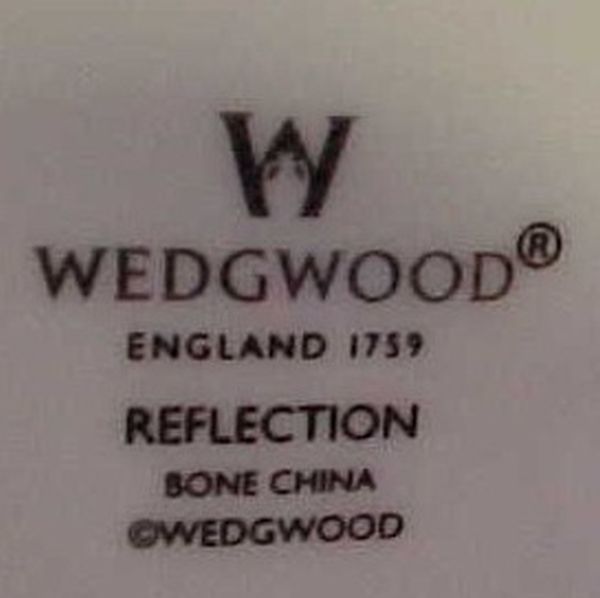 W
WEDGWOOD®
ENGLAND 1759
REFLECTION
BONE CHINA
©WEDGWOOD